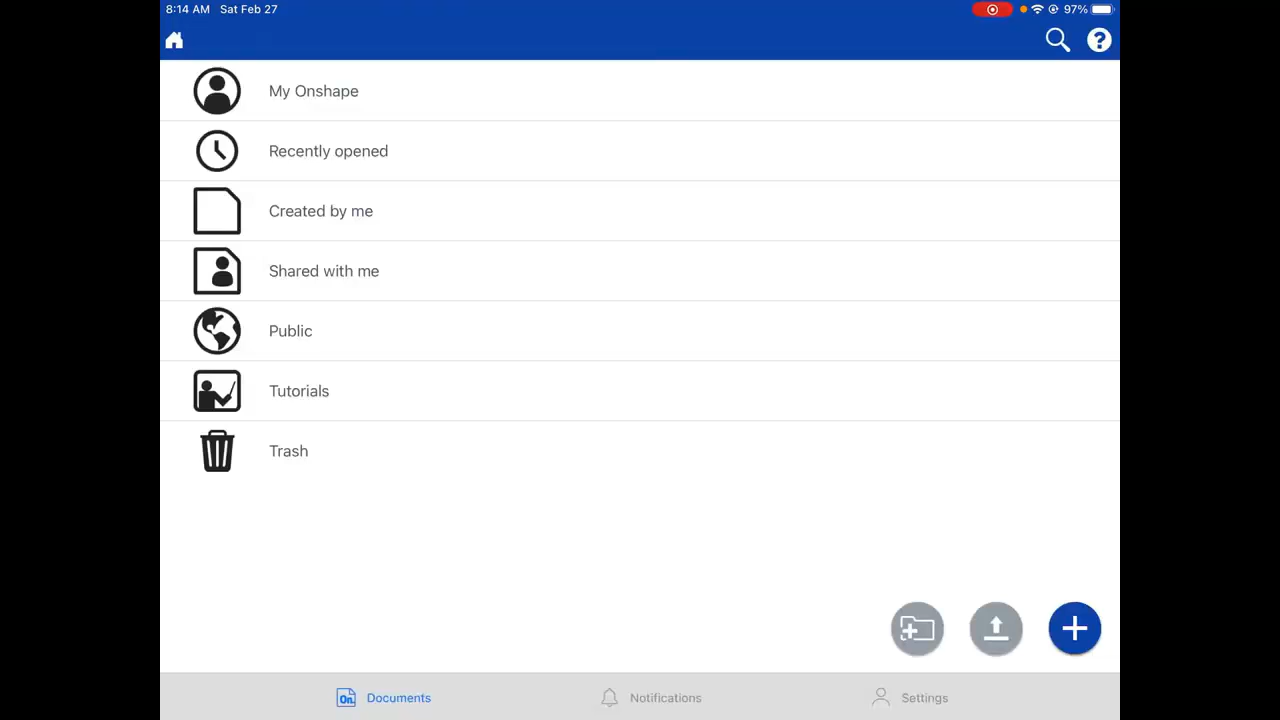 8:14 AM Sat Feb 27 97%
?
My Onshape
Recently opened
Created by me
Shared with me
Public
Tutorials
Trash
On Documents Notifications Settings